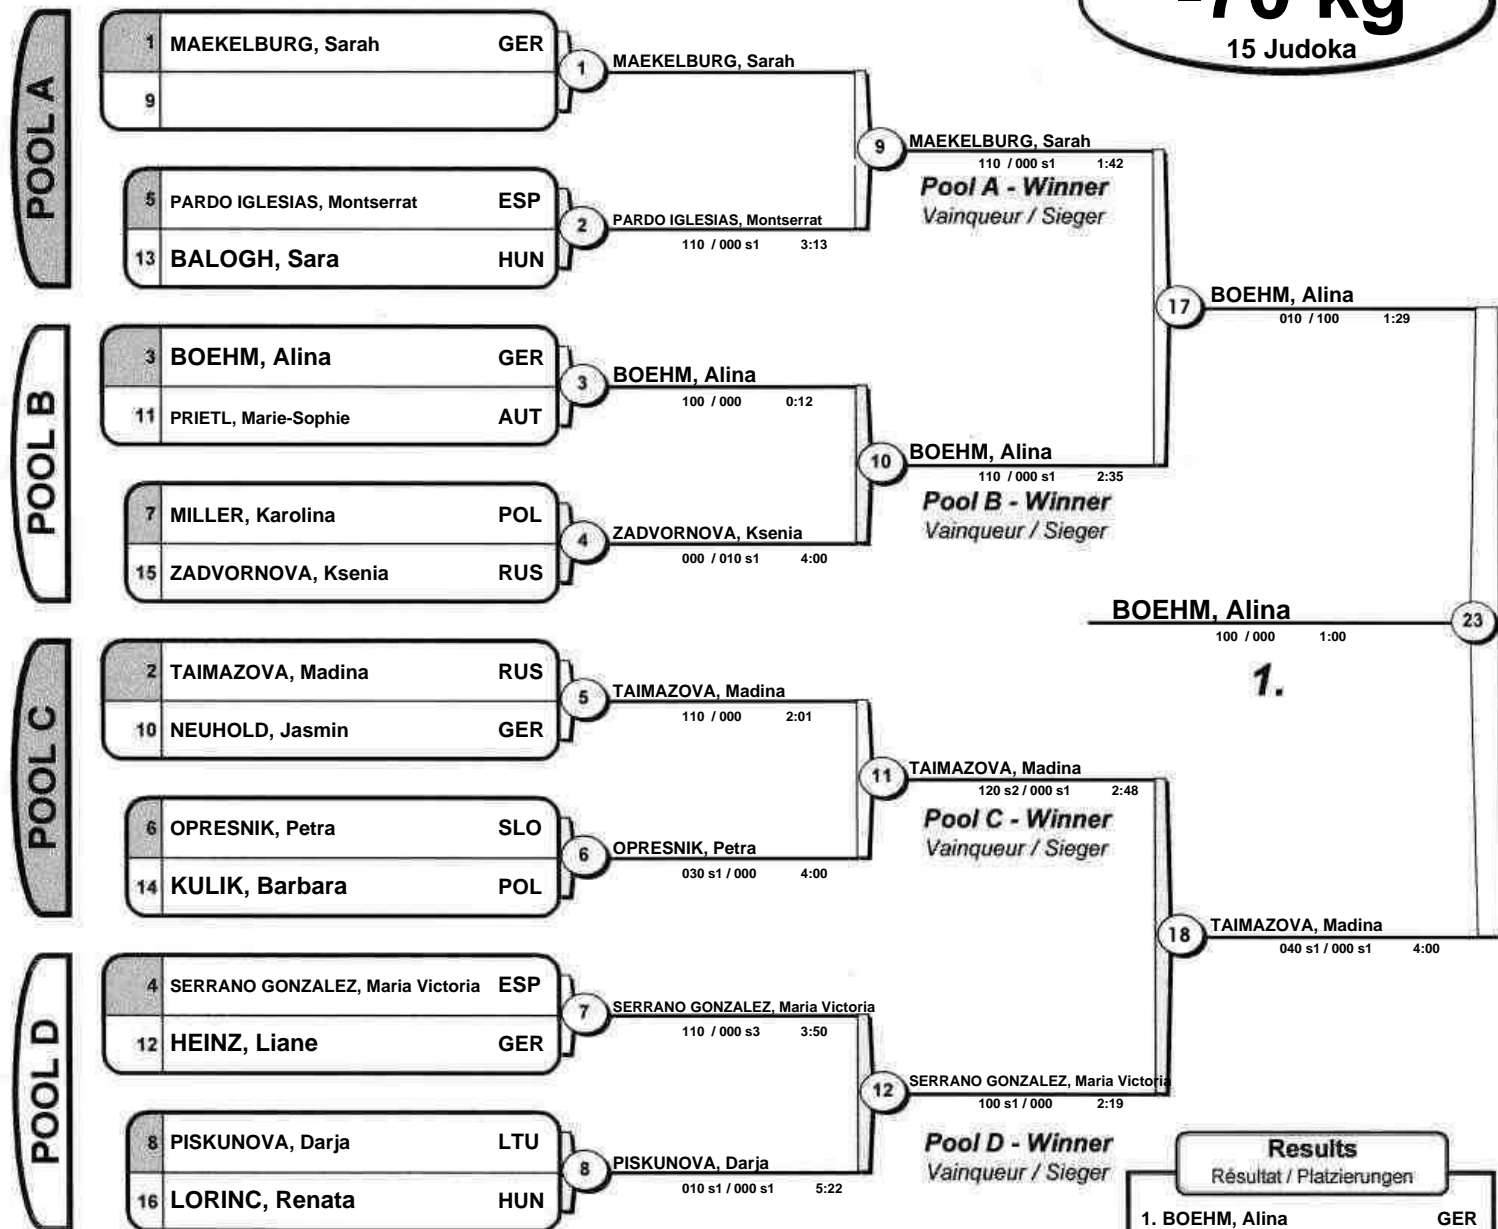 -70 kg
15 Judoka
POOL A
1 MAEKELBURG, Sarah GER
9
1 MAEKELBURG, Sarah
5 PARDO IGLESIAS, Montserrat ESP
13 BALOGH, Sara HUN
2 PARDO IGLESIAS, Montserrat
110 / 000 s1 3:13
9 MAEKELBURG, Sarah
110 / 000 s1 1:42
Pool A - Winner
Vainqueur / Sieger
POOL B
3 BOEHM, Alina GER
11 PRIETL, Marie-Sophie AUT
3 BOEHM, Alina
100 / 000 0:12
7 MILLER, Karolina POL
15 ZADVORNOVA, Ksenia RUS
4 ZADVORNOVA, Ksenia
000 / 010 s1 4:00
10 BOEHM, Alina
110 / 000 s1 2:35
Pool B - Winner
Vainqueur / Sieger
17 BOEHM, Alina
010 / 100 1:29
BOEHM, Alina 23
100 / 000 1:00
1.
POOL C
2 TAIMAZOVA, Madina RUS
10 NEUHOLD, Jasmin GER
5 TAIMAZOVA, Madina
110 / 000 2:01
6 OPRESNIK, Petra SLO
14 KULIK, Barbara POL
6 OPRESNIK, Petra
030 s1 / 000 4:00
11 TAIMAZOVA, Madina
120 s2 / 000 s1 2:48
Pool C - Winner
Vainqueur / Sieger
18 TAIMAZOVA, Madina
040 s1 / 000 s1 4:00
POOL D
4 SERRANO GONZALEZ, Maria Victoria ESP
12 HEINZ, Liane GER
7 SERRANO GONZALEZ, Maria Victoria
110 / 000 s3 3:50
8 PISKUNOVA, Darja LTU
16 LORINC, Renata HUN
8 PISKUNOVA, Darja
010 s1 / 000 s1 5:22
12 SERRANO GONZALEZ, Maria Victoria
100 s1 / 000 2:19
Pool D - Winner
Vainqueur / Sieger
Results
Résultat / Platzierungen
1. BOEHM, Alina GER